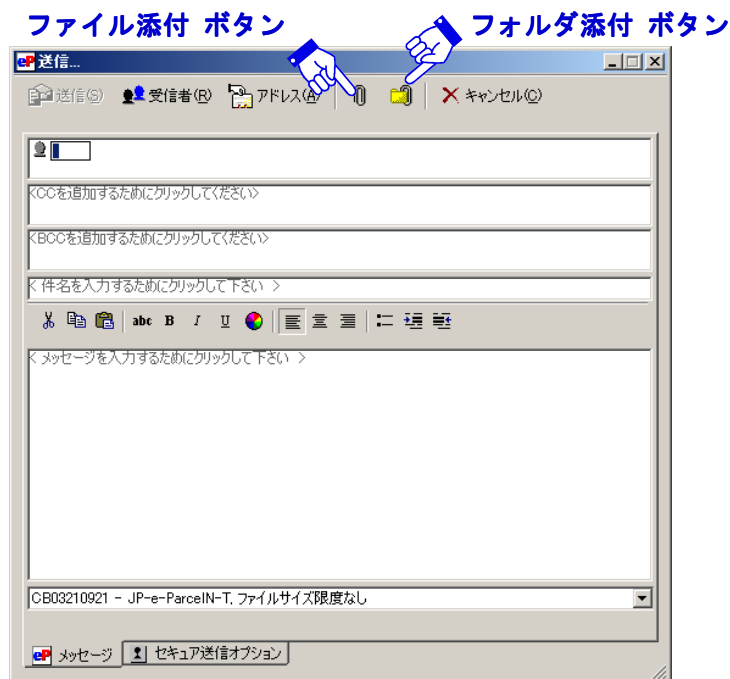 ファイル添付 ボタン フォルダ添付 ボタン
eP 送信...
送信(S) 受信者(R) アドレス(A) キャンセル(C)
<CCを追加するためにクリックしてください>
<BCCを追加するためにクリックしてください>
< 件名を入力するためにクリックして下さい >
abc B I U
< メッセージを入力するためにクリックして下さい >
CB03210921 - JP-e-ParcelN-T, ファイルサイズ限度なし
eP メッセージ セキュア送信オプション